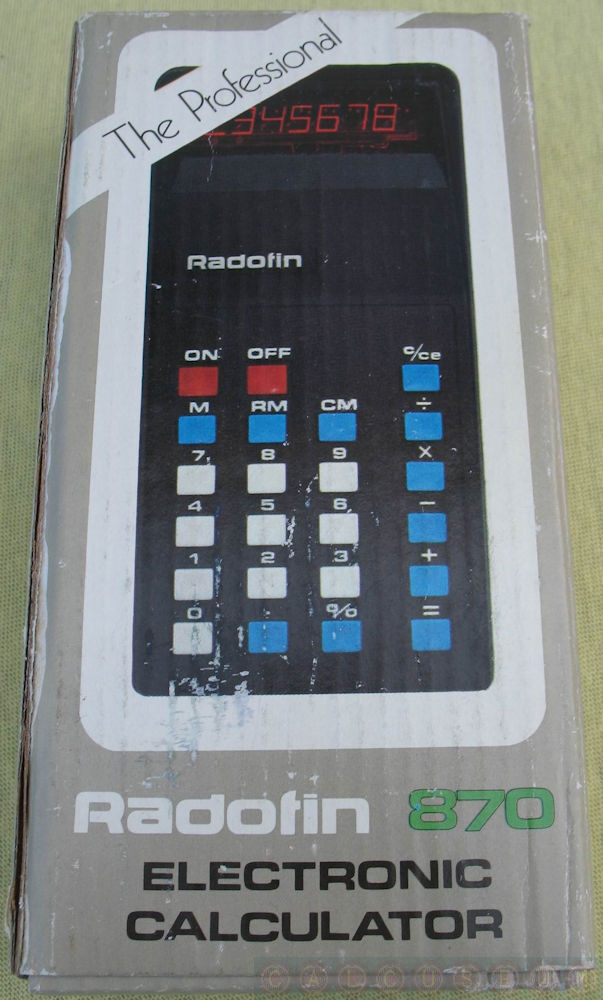 The Professional
2345678
Radofin
ON OFF c/ce
M RM CM ÷
7 8 9 ×
4 5 6 −
1 2 3 +
0 . % =
Radofin 870
ELECTRONIC
CALCULATOR